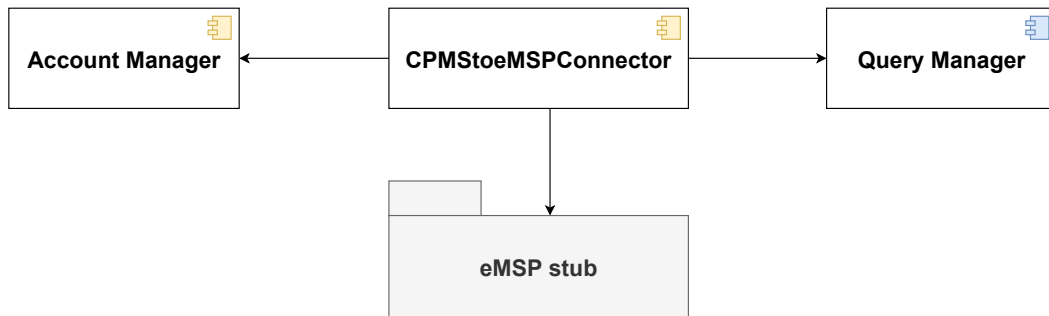 Account Manager
CPMStoeMSPConnector
Query Manager
eMSP stub